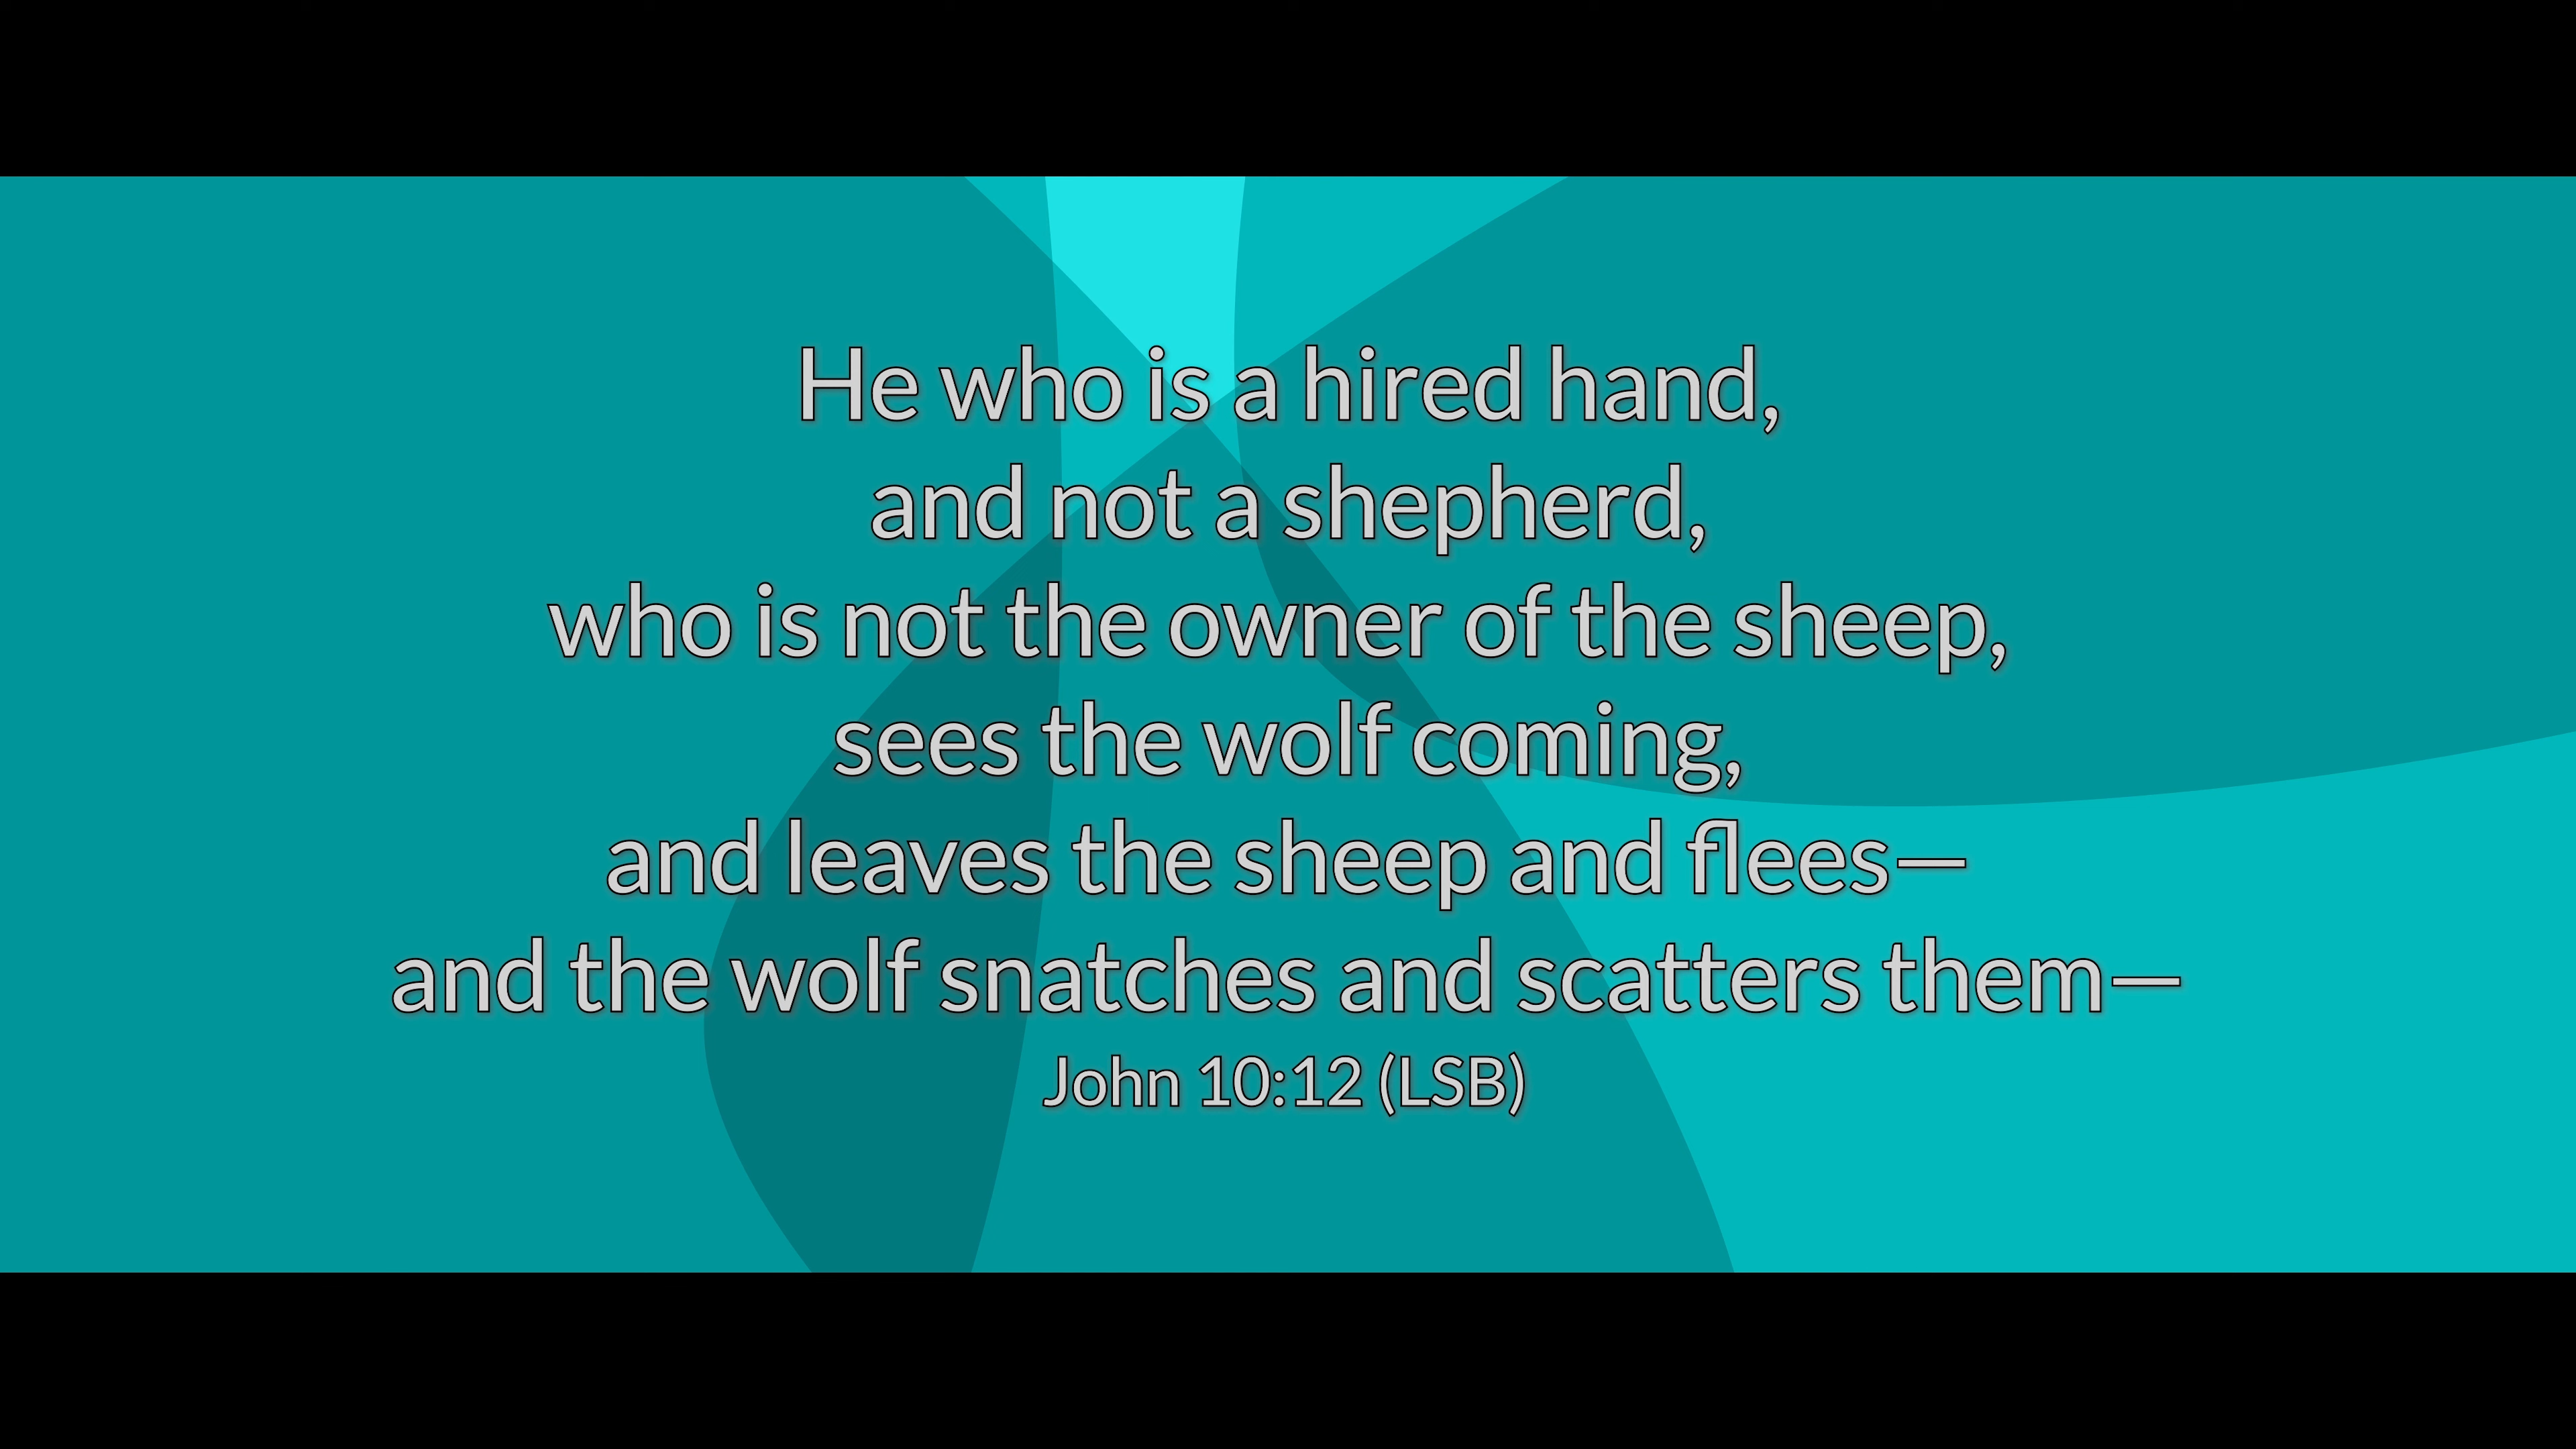 He who is a hired hand,
and not a shepherd,
who is not the owner of the sheep,
sees the wolf coming,
and leaves the sheep and flees—
and the wolf snatches and scatters them—
John 10:12 (LSB)